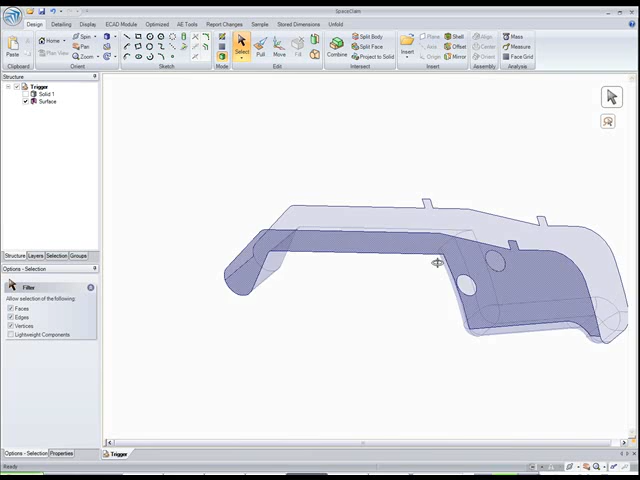 SpaceClaim
Design Display ECAD Module Optimized AE Tools Report Changes Sample Stored Dimensions Unfold
Paste
Home
Plan View
Spin
Pan
Zoom
Select
Pull
Move
Fill
Combine
Split Body
Split Face
Project to Solid
Insert
Plane
Axis
Origin
Shell
Offset
Mirror
Align
Orient
Mass
Measure
Face Grid
Clipboard Orient Sketch Mode Edit Intersect Insert Assembly Analysis
Structure
Trigger
Solid 1
Surface
Structure Layers Selection Groups
Options - Selection
Filter
Allow selection of the following:
Faces
Edges
Vertices
Lightweight Components
Options - Selection Properties
Trigger
Ready